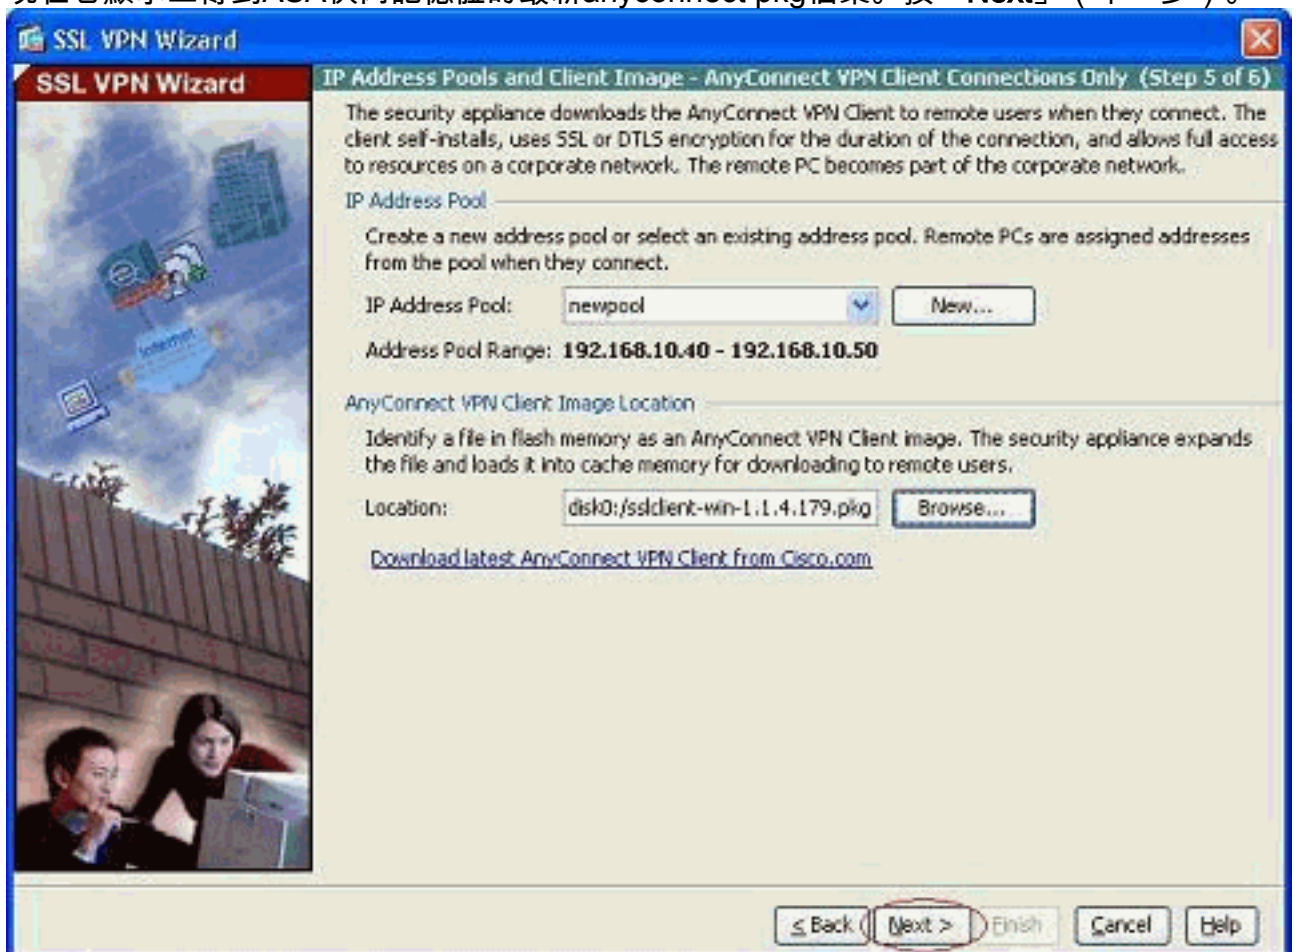 SSL VPN Wizard
SSL VPN Wizard
IP Address Pools and Client Image - AnyConnect VPN Client Connections Only (Step 5 of 6)
The security appliance downloads the AnyConnect VPN Client to remote users when they connect. The
client self-installs, uses SSL or DTLS encryption for the duration of the connection, and allows full access
to resources on a corporate network. The remote PC becomes part of the corporate network.
IP Address Pool
Create a new address pool or select an existing address pool. Remote PCs are assigned addresses
from the pool when they connect.
IP Address Pool: newpool New...
Address Pool Range: 192.168.10.40 - 192.168.10.50
Internet
AnyConnect VPN Client Image Location
Identify a file in flash memory as an AnyConnect VPN Client image. The security appliance expands
the file and loads it into cache memory for downloading to remote users.
Location: disk0:/sslclient-win-1.1.4.179.pkg Browse...
Download latest AnyConnect VPN Client from Cisco.com
< Back Next > Finish Cancel Help